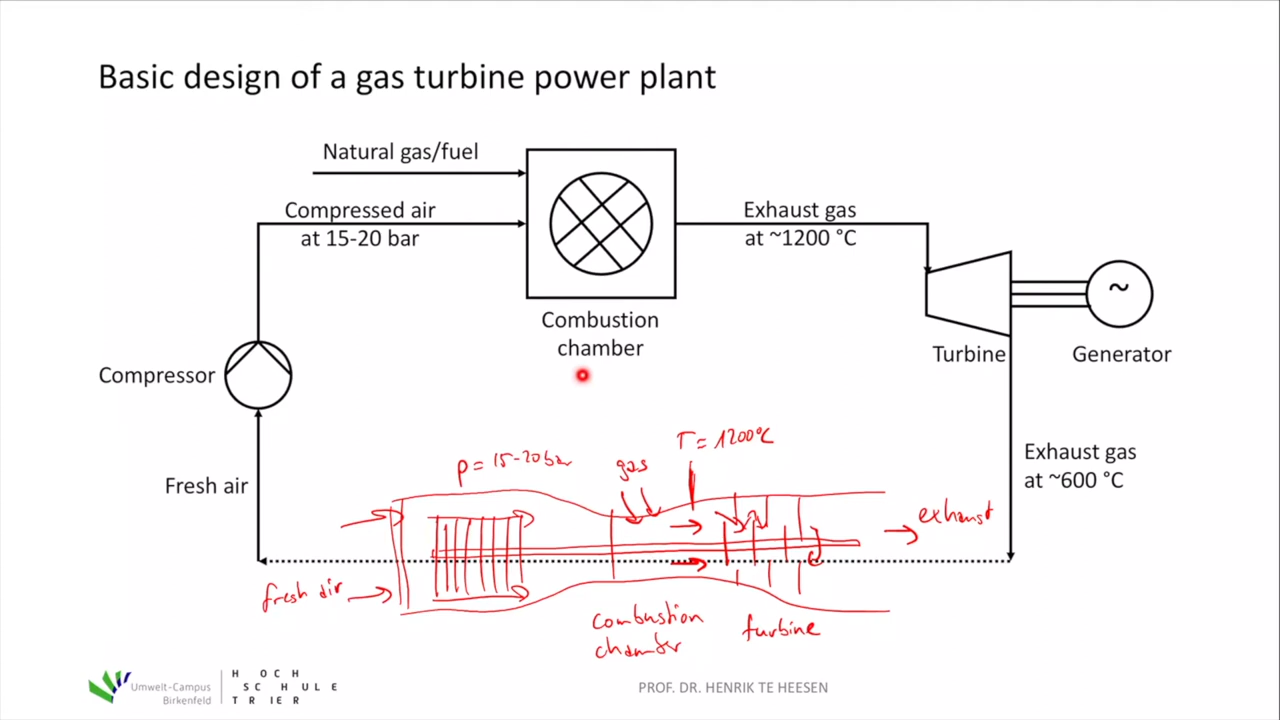 Basic design of a gas turbine power plant
Natural gas/fuel
Compressed air
at 15-20 bar
Exhaust gas
at ~1200 °C
~
Combustion
chamber
Turbine
Generator
Compressor
Fresh air
Exhaust gas
at ~600 °C
T = 1200°C
p = 15-20 bar
gas
exhaust
fresh air
combustion
chamber
turbine
Umwelt-Campus
Birkenfeld
HOCH
SCHULE
TRIER
PROF. DR. HENRIK TE HEESEN